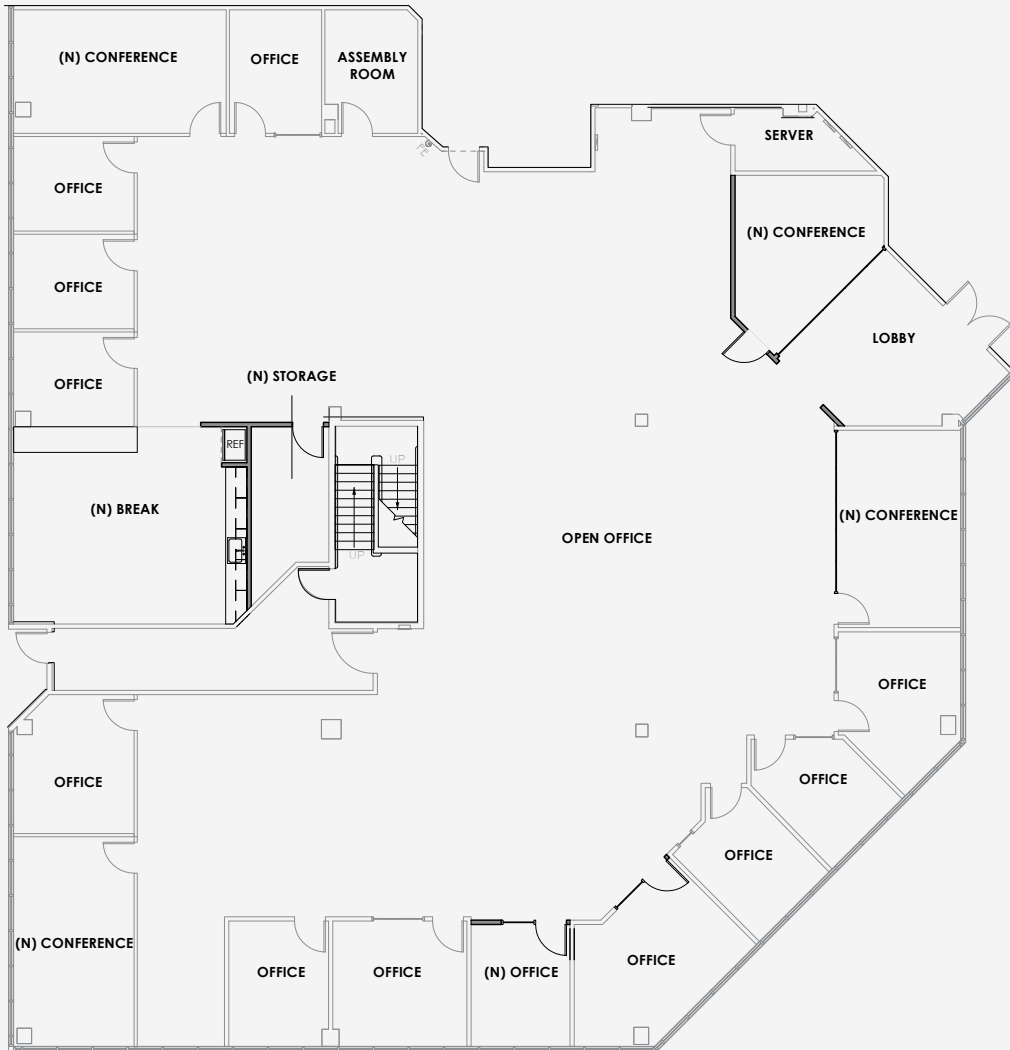 (N) CONFERENCE
OFFICE
ASSEMBLY
ROOM
FE
SERVER
OFFICE
(N) CONFERENCE
OFFICE
LOBBY
(N) STORAGE
OFFICE
REF
UP
(N) BREAK
(N) CONFERENCE
OPEN OFFICE
UP
OFFICE
OFFICE
OFFICE
OFFICE
(N) CONFERENCE
OFFICE
OFFICE
OFFICE
(N) OFFICE